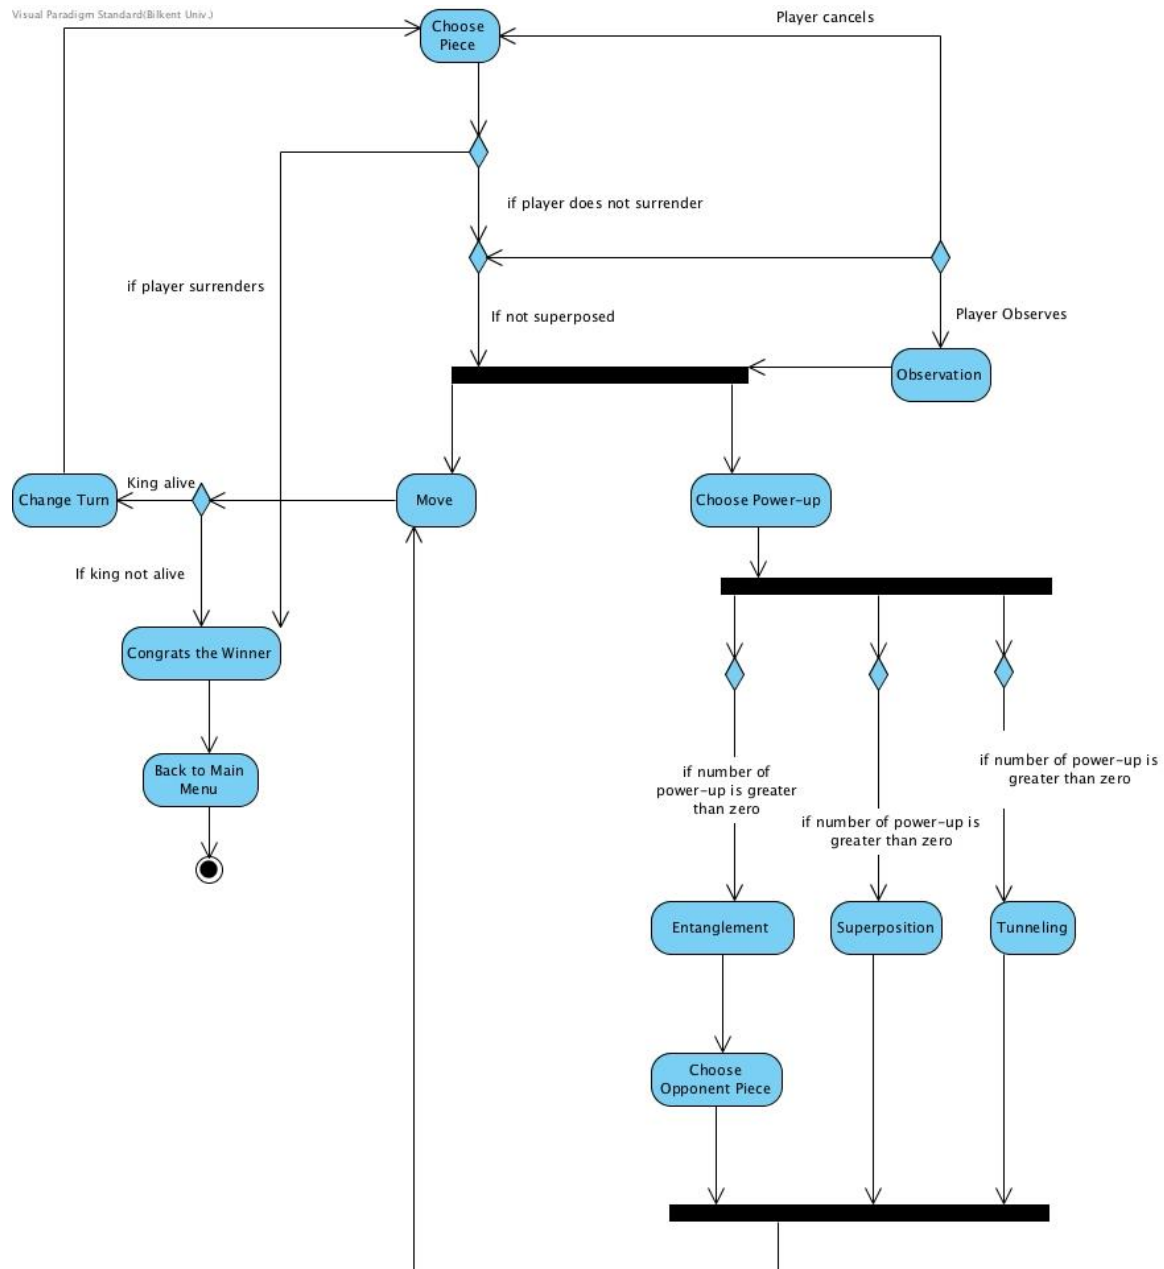 Visual Paradigm Standard(Bilkent Univ.)
Choose
Piece
Player cancels
if player does not surrender
if player surrenders
If not superposed
Player Observes
Observation
King alive
Change Turn
Move
Choose Power-up
If king not alive
Congrats the Winner
Back to Main
Menu
if number of
power-up is greater
than zero
if number of power-up is
greater than zero
if number of power-up is
greater than zero
Entanglement
Superposition
Tunneling
Choose
Opponent Piece